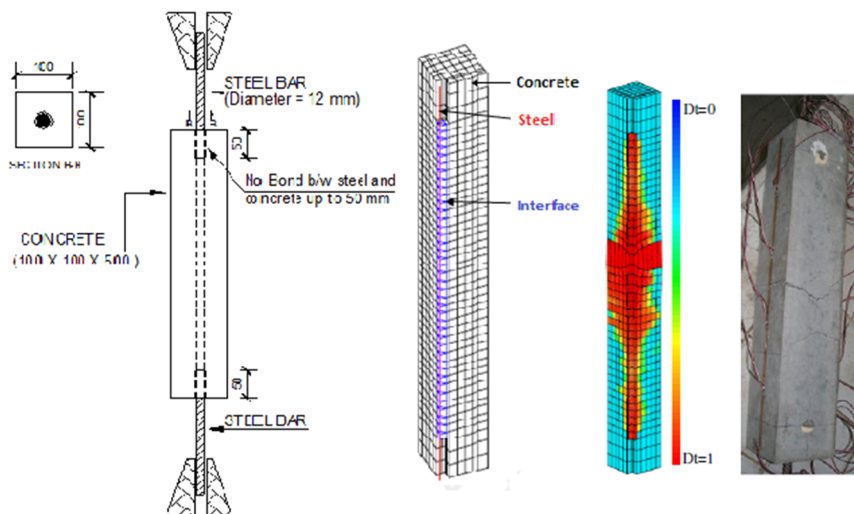 100
100
SECTION B-B
STEEL BAR
(Diameter = 12 mm)
B
B
50
No Bond b/w steel and
concrete up to 50 mm
CONCRETE
(100 X 100 X 500 )
50
STEEL BAR
Concrete
Steel
Interface
Dt=0
Dt=1